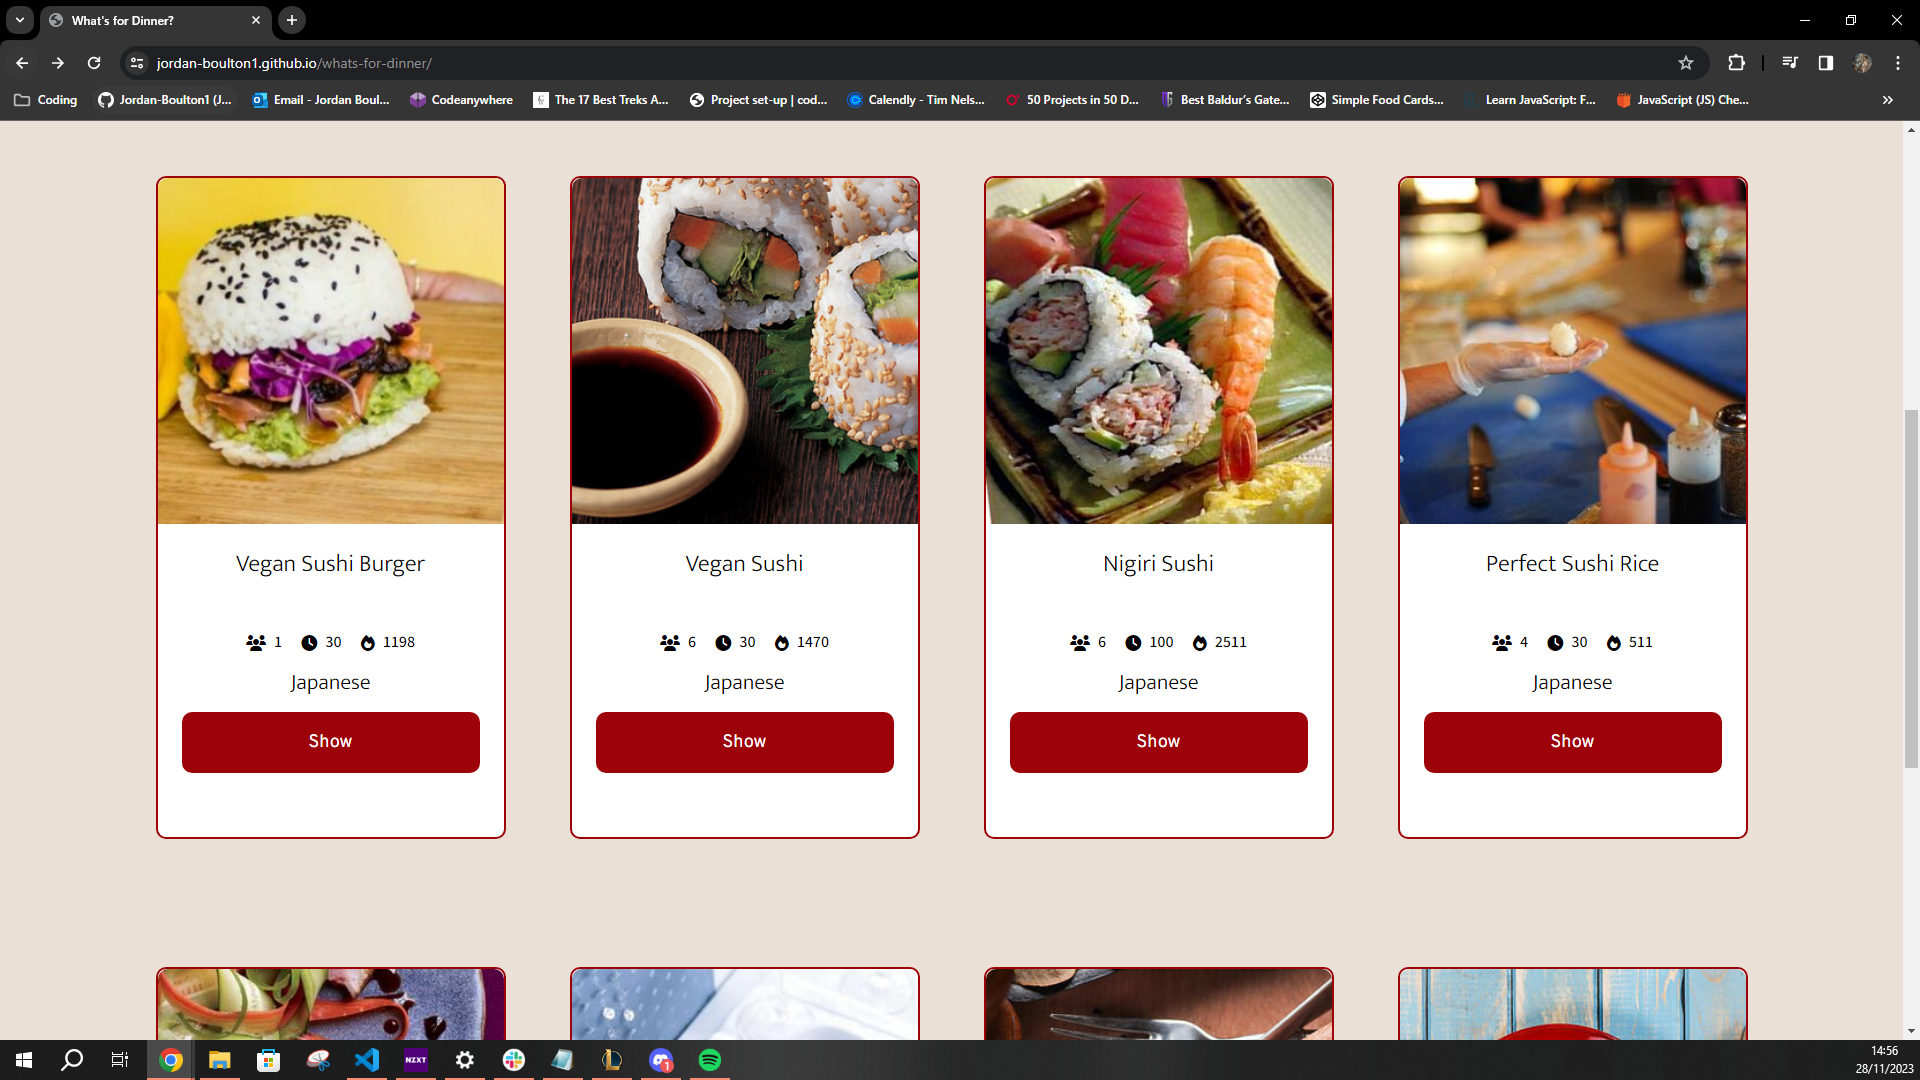 What's for Dinner?
jordan-boulton1.github.io/whats-for-dinner/
Coding
Jordan-Boulton1 (J...
Email - Jordan Boul...
Codeanywhere
The 17 Best Treks A...
Project set-up | cod...
Calendly - Tim Nels...
50 Projects in 50 D...
Best Baldur's Gate...
Simple Food Cards...
Learn JavaScript: F...
JavaScript (JS) Che...
Vegan Sushi Burger
Vegan Sushi
Nigiri Sushi
Perfect Sushi Rice
1 30 1198
6 30 1470
6 100 2511
4 30 511
Japanese
Japanese
Japanese
Japanese
Show
Show
Show
Show
NZXT
1
14:56
28/11/2023